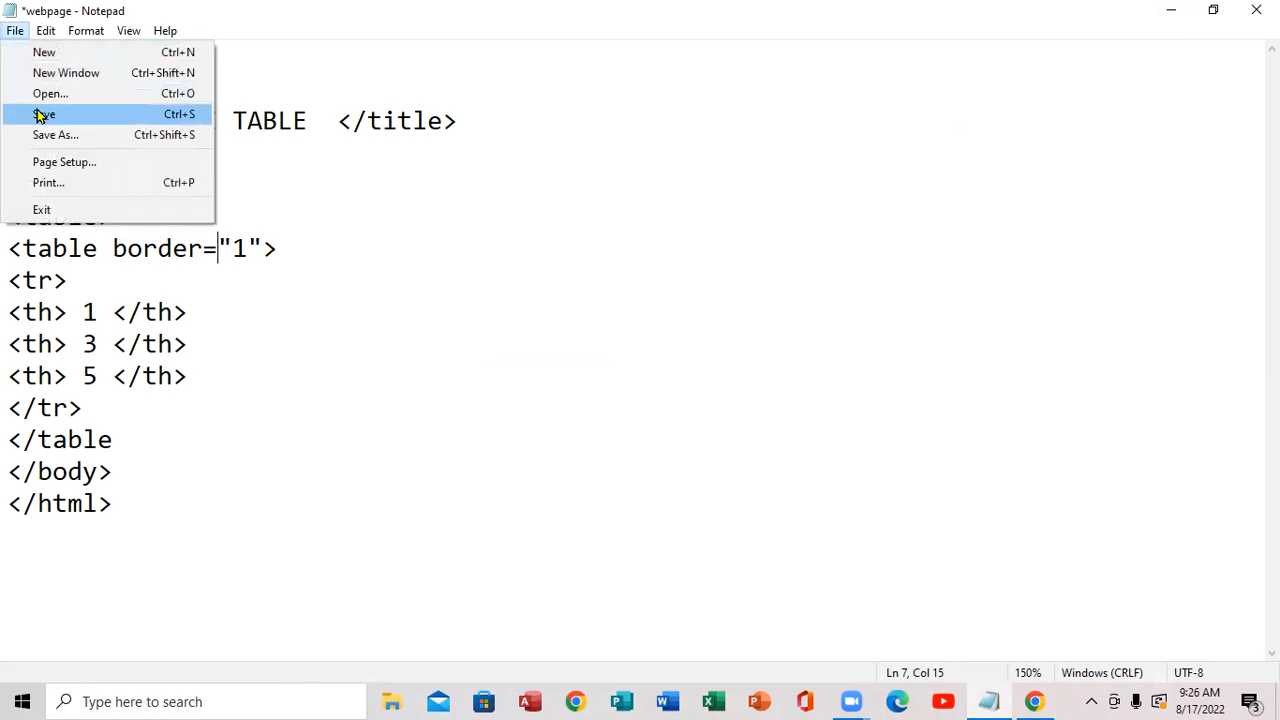 *webpage - Notepad
File Edit Format View Help
New Ctrl+N
New Window Ctrl+Shift+N
Open... Ctrl+O
Save Ctrl+S
Save As... Ctrl+Shift+S
Page Setup...
Print... Ctrl+P
Exit
TABLE </title>
<table border="1">
<tr>
<th> 1 </th>
<th> 3 </th>
<th> 5 </th>
</tr>
</table
</body>
</html>
Ln 7, Col 15 150% Windows (CRLF) UTF-8
Type here to search
9:26 AM
8/17/2022
3